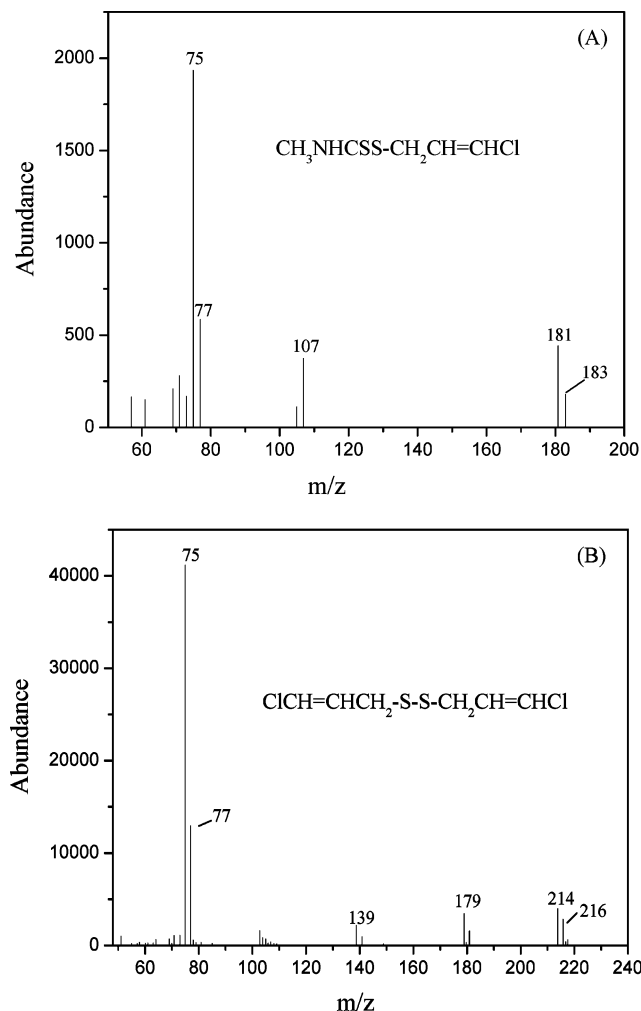 (A)
2000
1500
1000
500
0
Abundance
75
77
107
181
183
CH₃NHCSS-CH₂CH=CHCl
60 80 100 120 140 160 180 200
m/z
(B)
40000
30000
20000
10000
0
Abundance
75
77
139
179
214
216
ClCH=CHCH₂-S-S-CH₂CH=CHCl
60 80 100 120 140 160 180 200 220 240
m/z